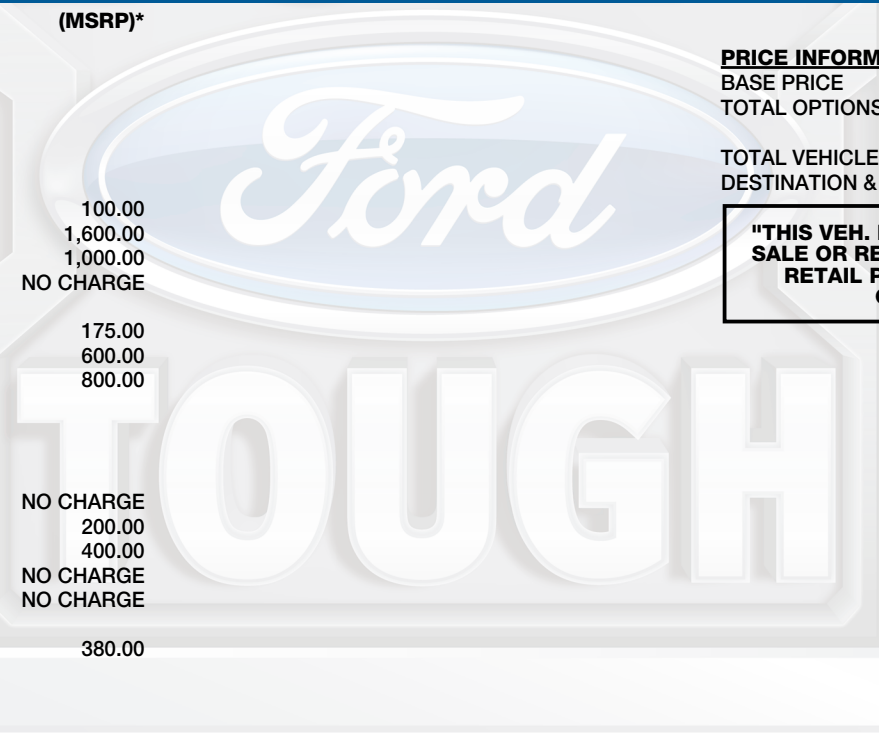 (MSRP)*
100.00
1,600.00
1,000.00
NO CHARGE
175.00
600.00
800.00
NO CHARGE
200.00
400.00
NO CHARGE
NO CHARGE
380.00
PRICE INFORM
BASE PRICE
TOTAL OPTIONS
TOTAL VEHICLE
DESTINATION &
"THIS VEH.
SALE OR RE
RETAIL P
Ford
TOUGH